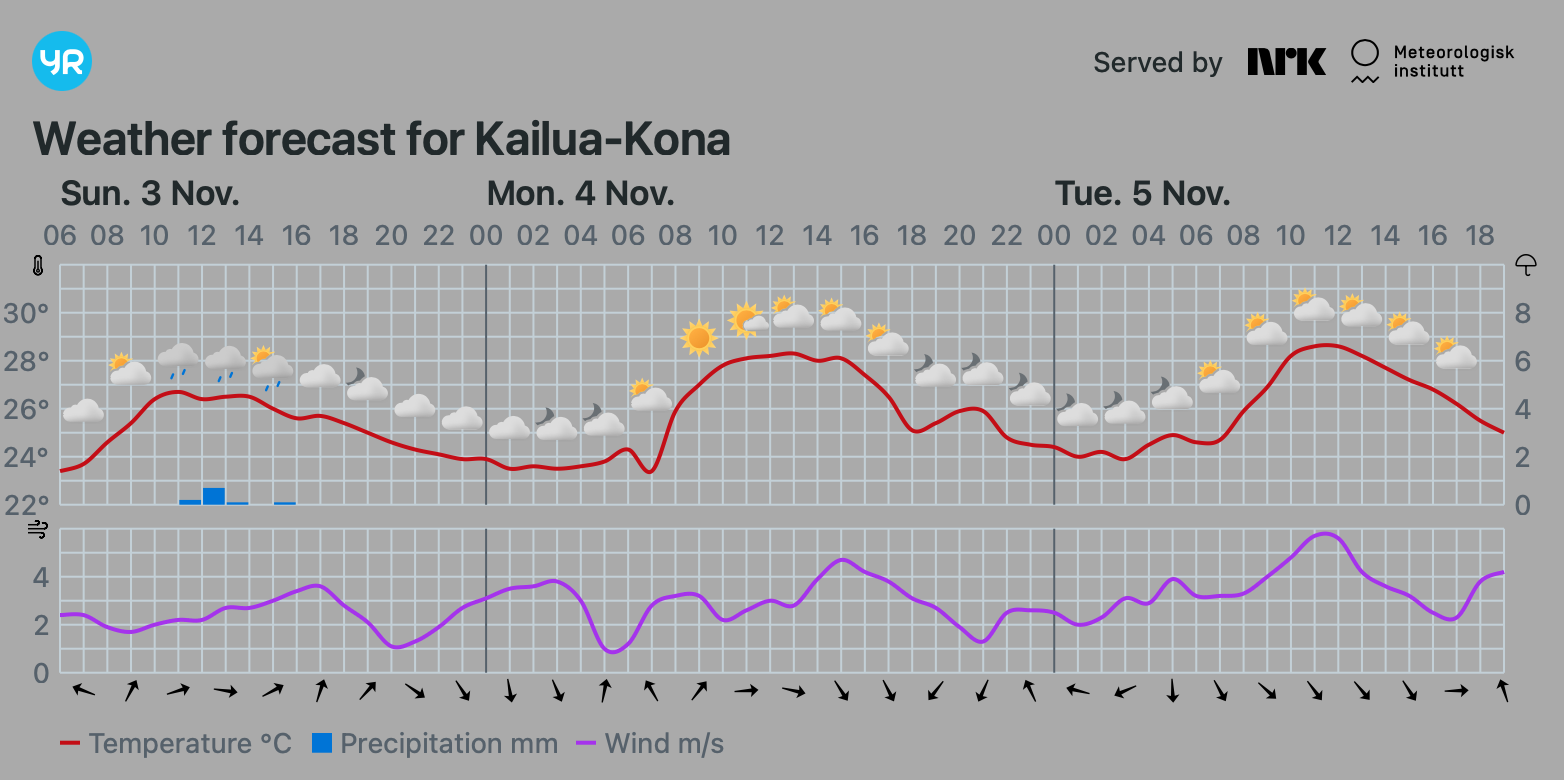 YR
Served by nrk Meteorologisk institutt
Weather forecast for Kailua-Kona
Sun. 3 Nov. Mon. 4 Nov. Tue. 5 Nov.
06 08 10 12 14 16 18 20 22 00 02 04 06 08 10 12 14 16 18 20 22 00 02 04 06 08 10 12 14 16 18
30° 8
28° 6
26° 4
24° 2
22° 0
4
2
0
Temperature °C Precipitation mm Wind m/s